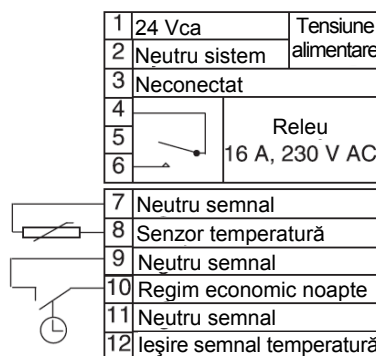 1 24 Vca Tensiune
2 Neutru sistem alimentare
3 Neconectat
4
5 Releu
6 16 A, 230 V AC
7 Neutru semnal
8 Senzor temperatură
9 Neutru semnal
10 Regim economic noapte
11 Neutru semnal
12 Ieşire semnal temperatură